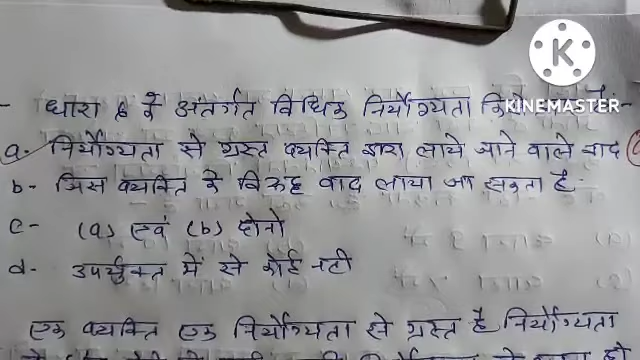 K
KINEMASTER
धारा 6 के अंतर्गत विधिक निर्योग्यता किसे है:-
a. निर्योग्यता से ग्रस्त व्यक्ति द्वारा लाये जाने वाले वाद
b- जिस व्यक्ति के विरुद्ध वाद लाया जा सकता है
c- (a) एवं (b) दोनो
d- उपर्युक्त में से कोई नही
एक व्यक्ति एक निर्योग्यता से ग्रस्त है निर्योग्यता